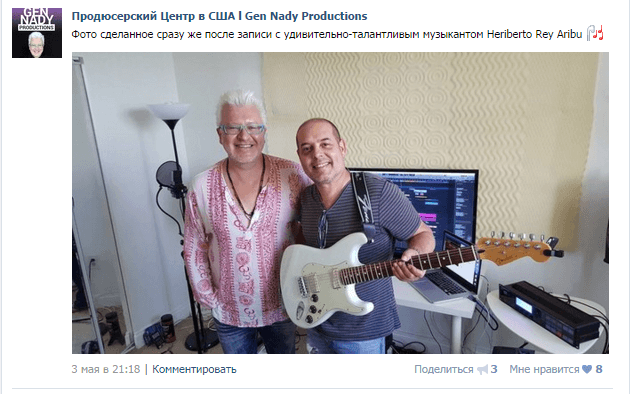 GEN
NADY
PRODUCTIONS
Продюсерский Центр в США l Gen Nady Productions
Фото сделанное сразу же после записи с удивительно-талантливым музыкантом Heriberto Rey Aribu
3 мая в 21:18 | Комментировать
Поделиться 3 Мне нравится 8